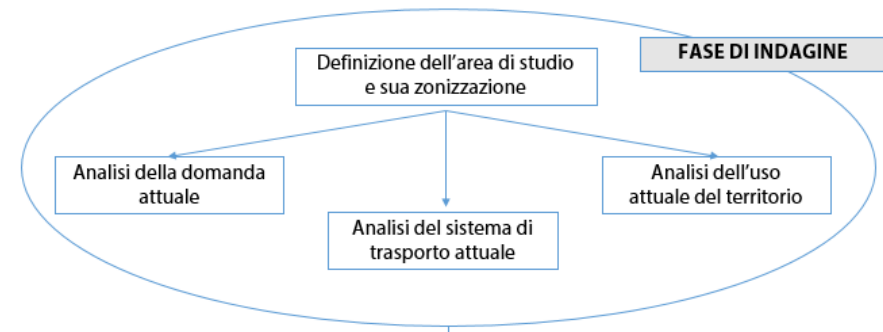 FASE DI INDAGINE
Definizione dell'area di studio
e sua zonizzazione
Analisi della domanda
attuale
Analisi del sistema di
trasporto attuale
Analisi dell'uso
attuale del territorio